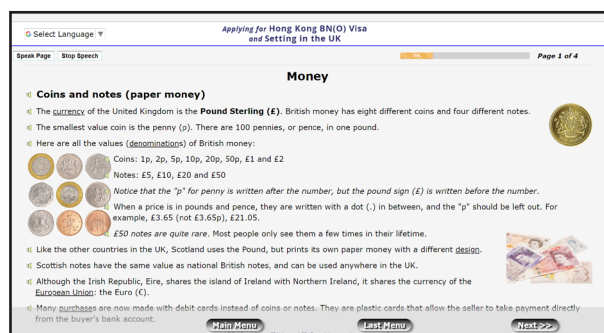 G Select Language ▼
Applying for Hong Kong BN(O) Visa
and Setting in the UK
Speak Page Stop Speech
Page 1 of 4
Money
Coins and notes (paper money)
The currency of the United Kingdom is the Pound Sterling (£). British money has eight different coins and four different notes.
The smallest value coin is the penny (p). There are 100 pennies, or pence, in one pound.
Here are all the values (denominations) of British money:
Coins: 1p, 2p, 5p, 10p, 20p, 50p, £1 and £2
Notes: £5, £10, £20 and £50
Notice that the "p" for penny is written after the number, but the pound sign (£) is written before the number.
When a price is in pounds and pence, they are written with a dot (.) in between, and the "p" should be left out. For
example, £3.65 (not £3.65p), £21.05.
£50 notes are quite rare. Most people only see them a few times in their lifetime.
Like the other countries in the UK, Scotland uses the Pound, but prints its own paper money with a different design.
Scottish notes have the same value as national British notes, and can be used anywhere in the UK.
Although the Irish Republic, Eire, shares the island of Ireland with Northern Ireland, it shares the currency of the
European Union: the Euro (€).
Many purchases are now made with debit cards instead of coins or notes. They are plastic cards that allow the seller to take payment directly
from the buyer's bank account.
Main Menu Last Menu Next >>